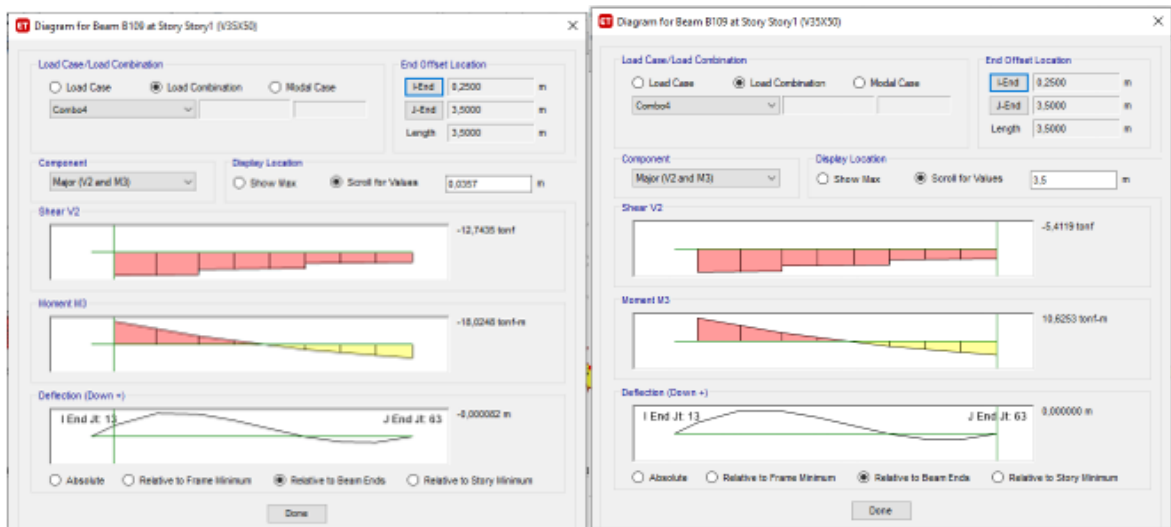 Diagram for Beam B109 at Story Story1 (V35X50)
Load Case/Load Combination
Load Case
Load Combination
Modal Case
Combo4
End Offset Location
I-End 0,2500 m
J-End 3,5000 m
Length 3,5000 m
Component
Major (V2 and M3)
Display Location
Show Max
Scroll for Values 0,0357 m
Shear V2
-12,7435 tonf
Moment M3
-18,0248 tonf-m
Deflection (Down +)
I End Jt: 13
J End Jt: 63
-0,000082 m
Absolute
Relative to Frame Minimum
Relative to Beam Ends
Relative to Story Minimum
Done
Diagram for Beam B109 at Story Story1 (V35X50)
Load Case/Load Combination
Load Case
Load Combination
Modal Case
Combo4
End Offset Location
I-End 0,2500 m
J-End 3,5000 m
Length 3,5000 m
Component
Major (V2 and M3)
Display Location
Show Max
Scroll for Values 3,5 m
Shear V2
-5,4119 tonf
Moment M3
10,6253 tonf-m
Deflection (Down +)
I End Jt: 13
J End Jt: 63
0,000000 m
Absolute
Relative to Frame Minimum
Relative to Beam Ends
Relative to Story Minimum
Done